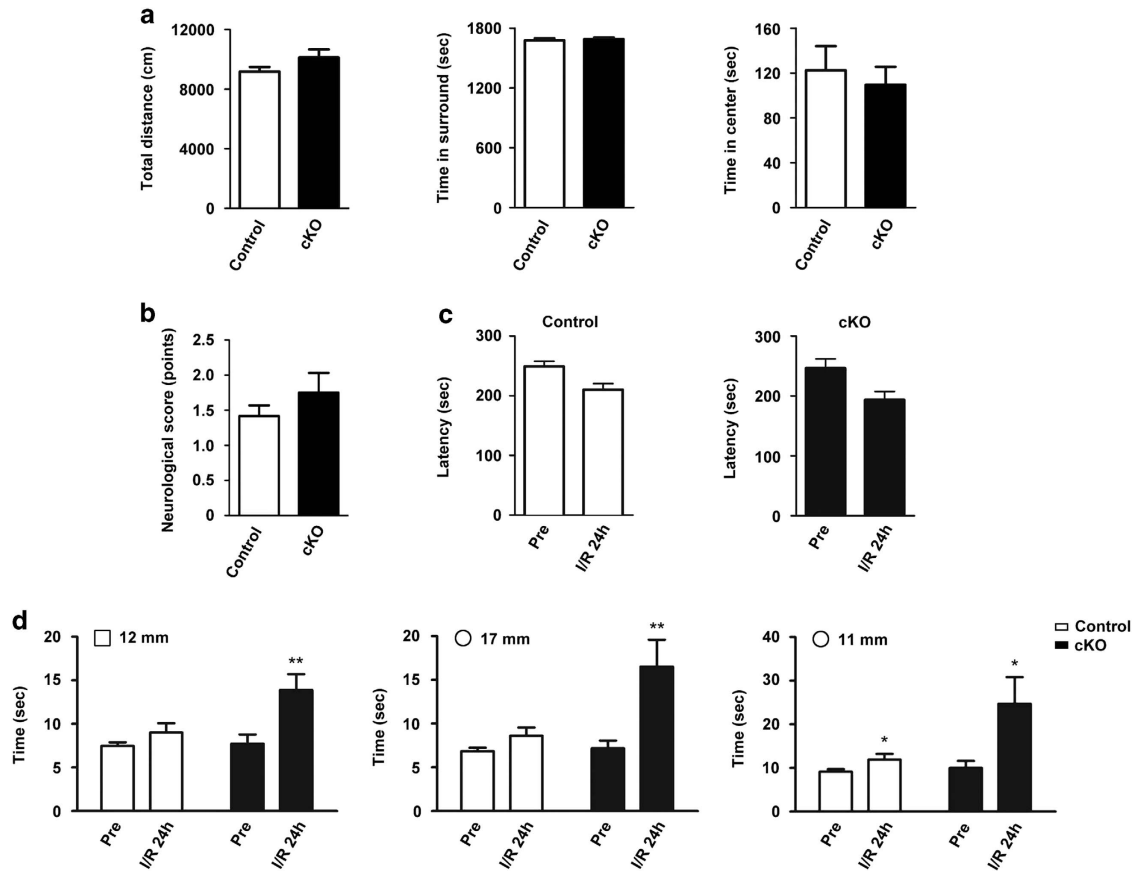 a
Total distance (cm)
12000
8000
4000
0
Control
cKO
Time in surround (sec)
1800
1200
600
0
Control
cKO
Time in center (sec)
160
120
80
40
0
Control
cKO
b
Neurological score (points)
2.5
2.0
1.5
1.0
0.5
0
Control
cKO
c
Control
Latency (sec)
300
200
100
0
Pre
I/R 24h
cKO
Latency (sec)
300
200
100
0
Pre
I/R 24h
d
12 mm
Time (sec)
20
15
10
5
0
**
Pre
I/R 24h
Pre
I/R 24h
17 mm
Time (sec)
20
15
10
5
0
**
Pre
I/R 24h
Pre
I/R 24h
11 mm
Time (sec)
40
30
20
10
0
*
*
Pre
I/R 24h
Pre
I/R 24h
Control
cKO